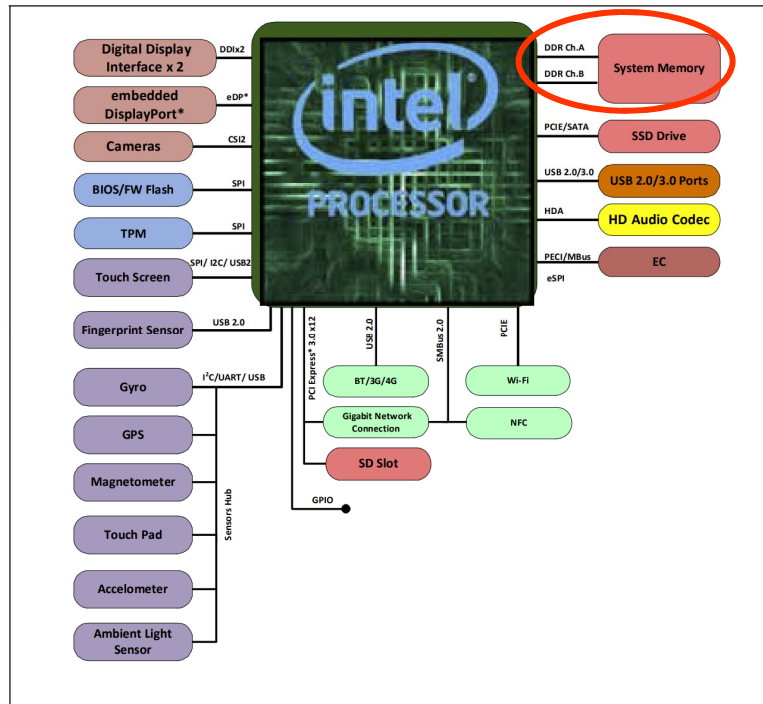 Digital Display
Interface x 2
DDIx2
embedded
DisplayPort*
eDP*
Cameras
CSI2
BIOS/FW Flash
SPI
TPM
SPI
Touch Screen
SPI/ I2C/ USB2
Fingerprint Sensor
USB 2.0
Gyro
I²C/UART/ USB
GPS
Magnetometer
Touch Pad
Accelometer
Ambient Light
Sensor
Sensors Hub
intel
PROCESSOR
DDR Ch.A
DDR Ch.B
System Memory
PCIE/SATA
SSD Drive
USB 2.0/3.0
USB 2.0/3.0 Ports
HDA
HD Audio Codec
PECI/MBus
eSPI
EC
PCI Express* 3.0 x12
USB 2.0
SMBus 2.0
PCIE
BT/3G/4G
Wi-Fi
Gigabit Network
Connection
NFC
SD Slot
GPIO